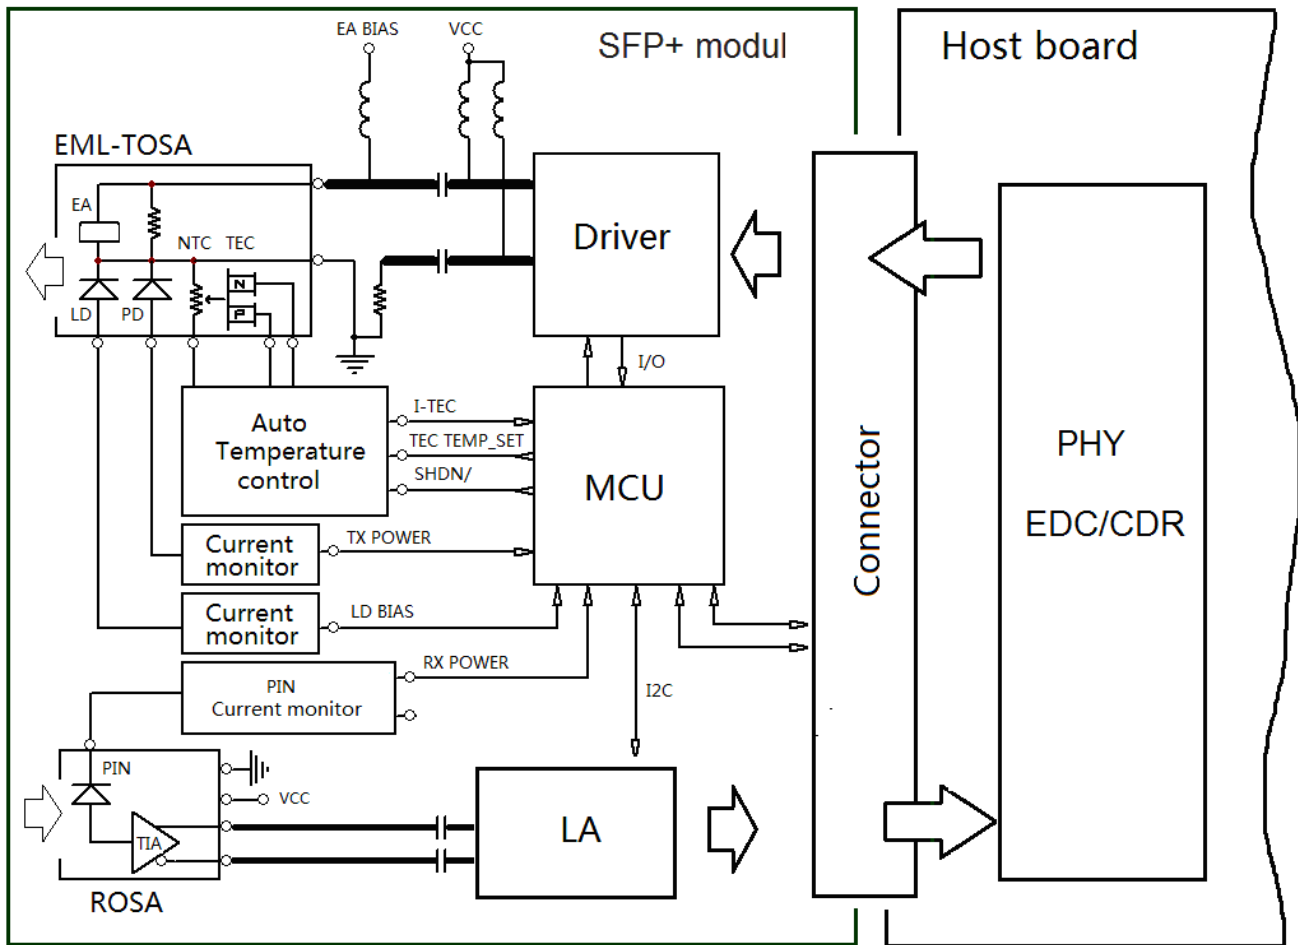 EA BIAS
VCC
SFP+ modul
Host board
EML-TOSA
EA
NTC
TEC
N
P
LD
PD
Driver
I/O
Auto
Temperature
control
I-TEC
TEC TEMP_SET
SHDN/
MCU
Connector
PHY
EDC/CDR
Current
monitor
TX POWER
Current
monitor
LD BIAS
PIN
Current monitor
RX POWER
I2C
PIN
VCC
TIA
LA
ROSA